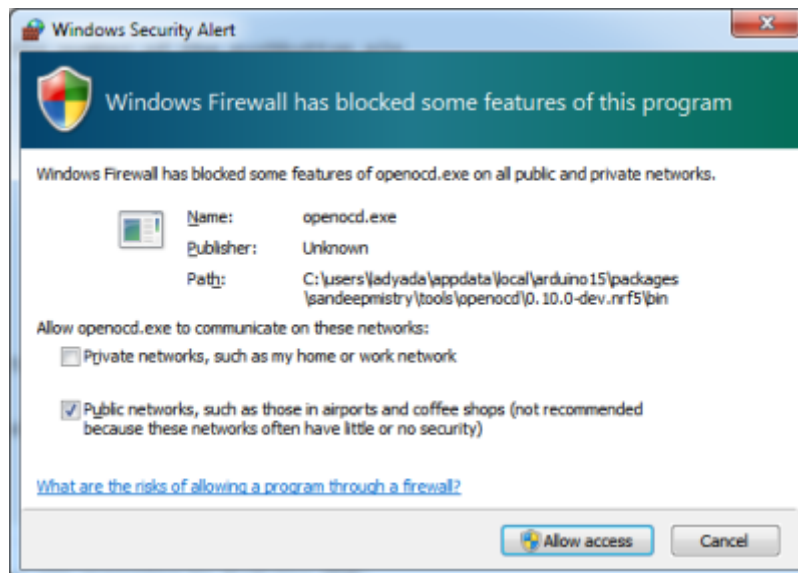 Windows Security Alert
Windows Firewall has blocked some features of this program
Windows Firewall has blocked some features of openocd.exe on all public and private networks.
Name: openocd.exe
Publisher: Unknown
Path: C:\users\ladyada\appdata\local\arduino15\packages
\sandeepmistry\tools\openocd\0.10.0-dev.nrf5\bin
Allow openocd.exe to communicate on these networks:
Private networks, such as my home or work network
Public networks, such as those in airports and coffee shops (not recommended
because these networks often have little or no security)
What are the risks of allowing a program through a firewall?
Allow access Cancel